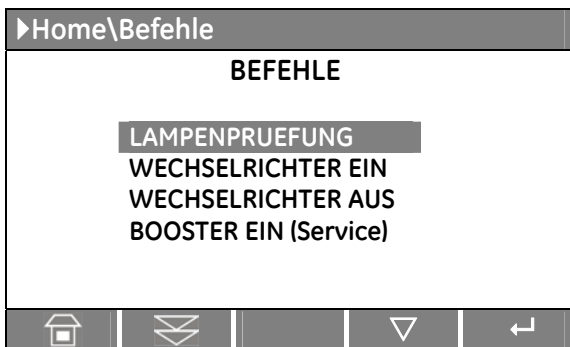 Home\Befehle
BEFEHLE
LAMPENPRUEFUNG
WECHSELRICHTER EIN
WECHSELRICHTER AUS
BOOSTER EIN (Service)